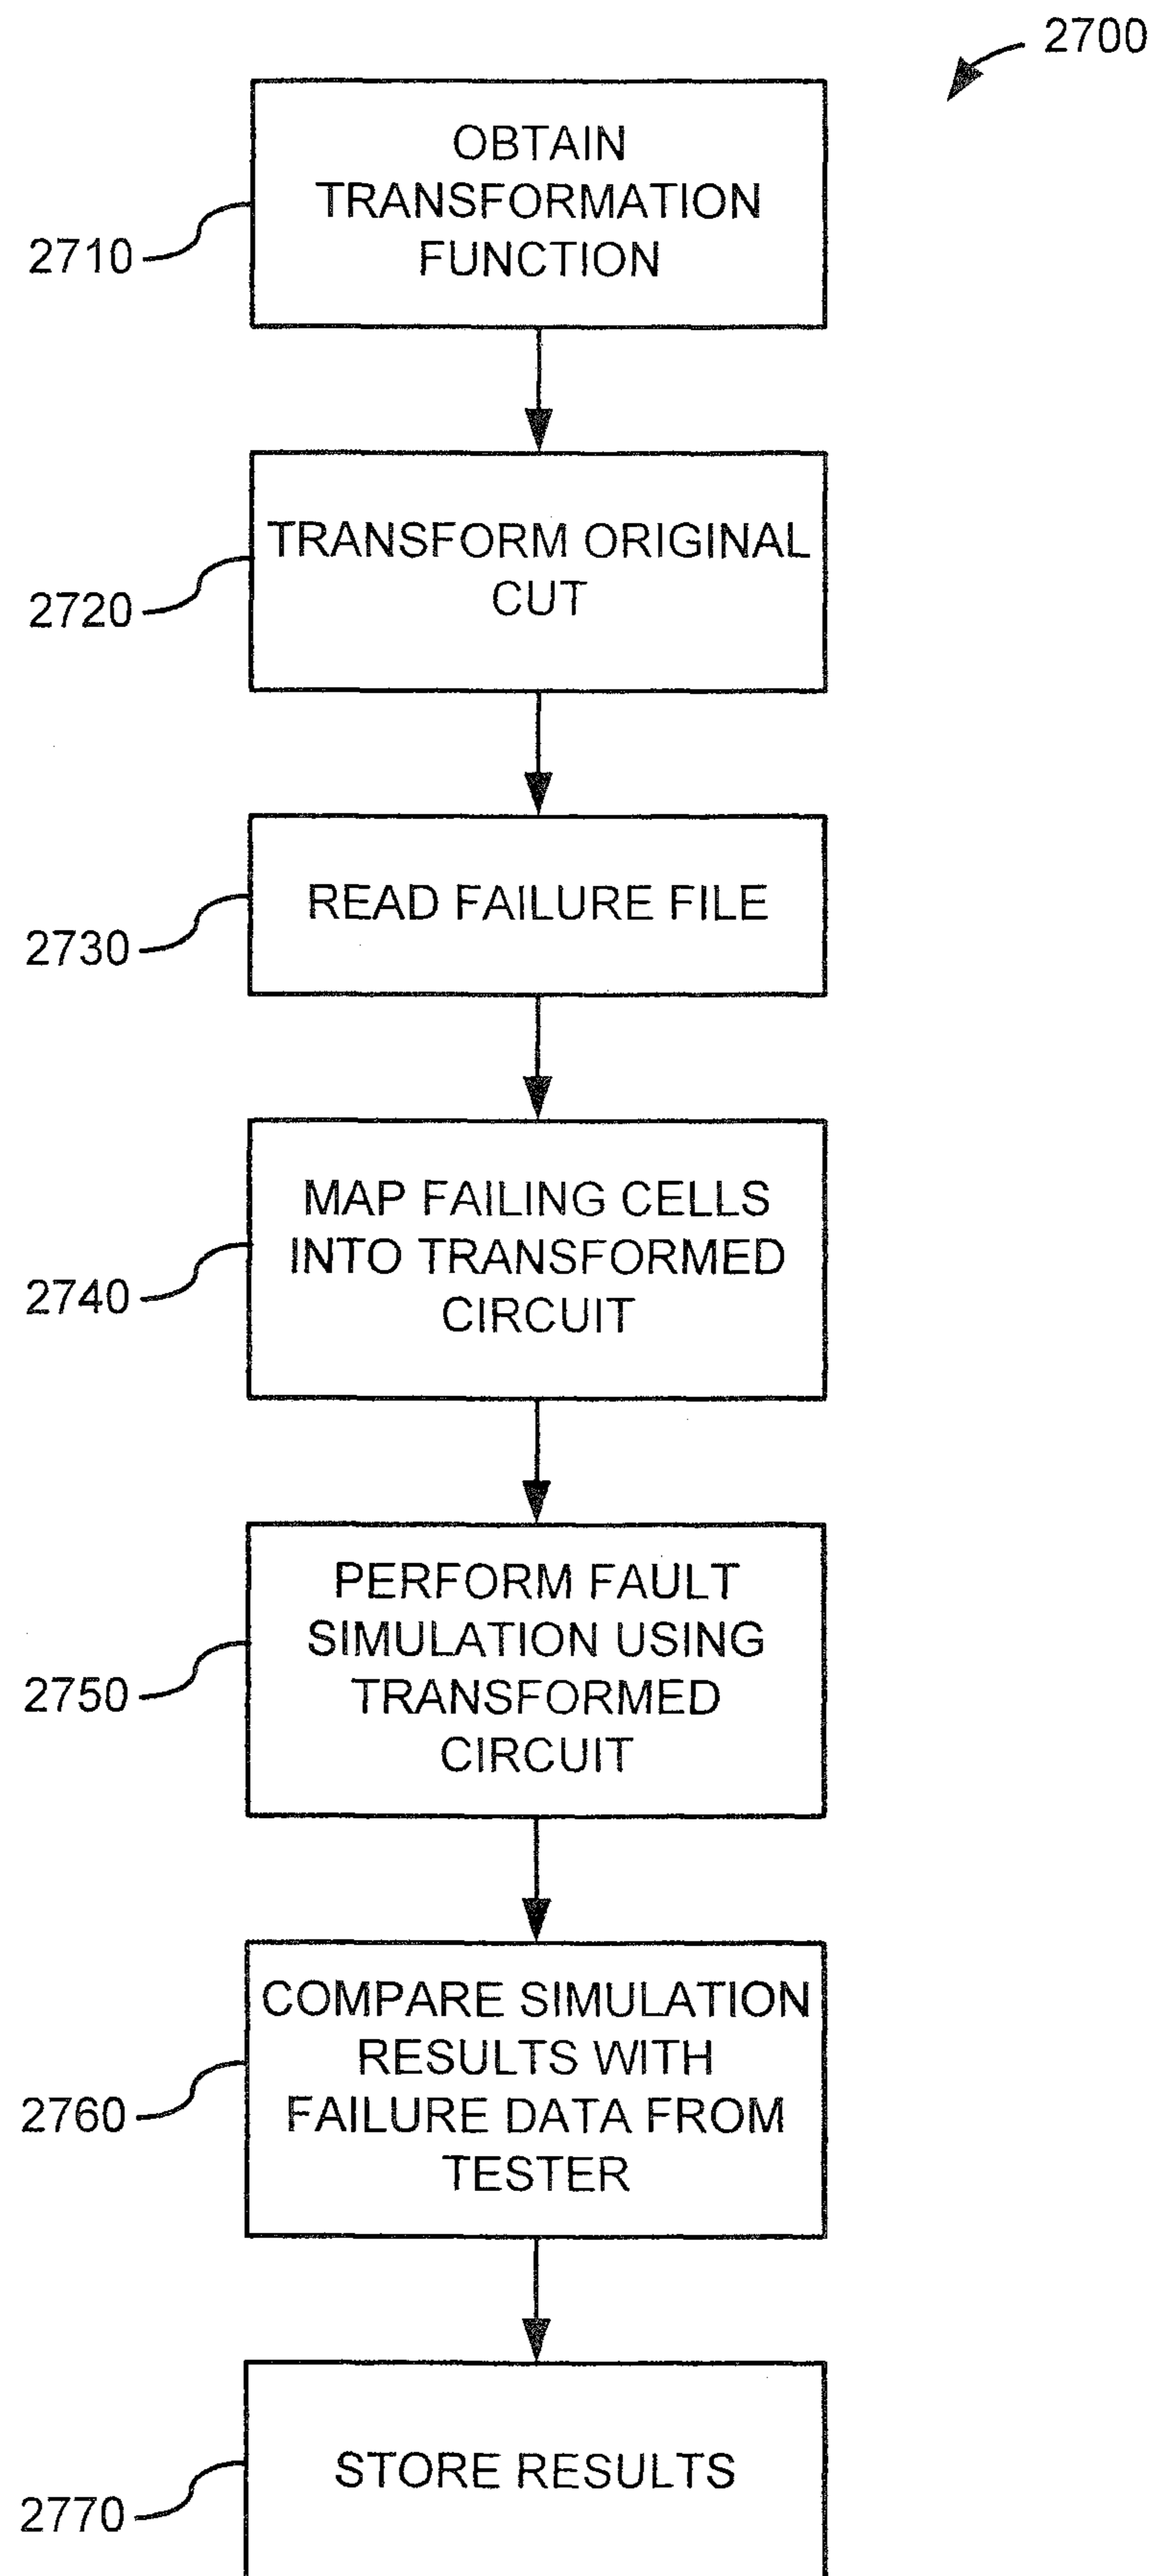 2700
OBTAIN
TRANSFORMATION
FUNCTION
2710
TRANSFORM ORIGINAL
CUT
2720
READ FAILURE FILE
2730
MAP FAILING CELLS
INTO TRANSFORMED
CIRCUIT
2740
PERFORM FAULT
SIMULATION USING
TRANSFORMED
CIRCUIT
2750
COMPARE SIMULATION
RESULTS WITH
FAILURE DATA FROM
TESTER
2760
STORE RESULTS
2770